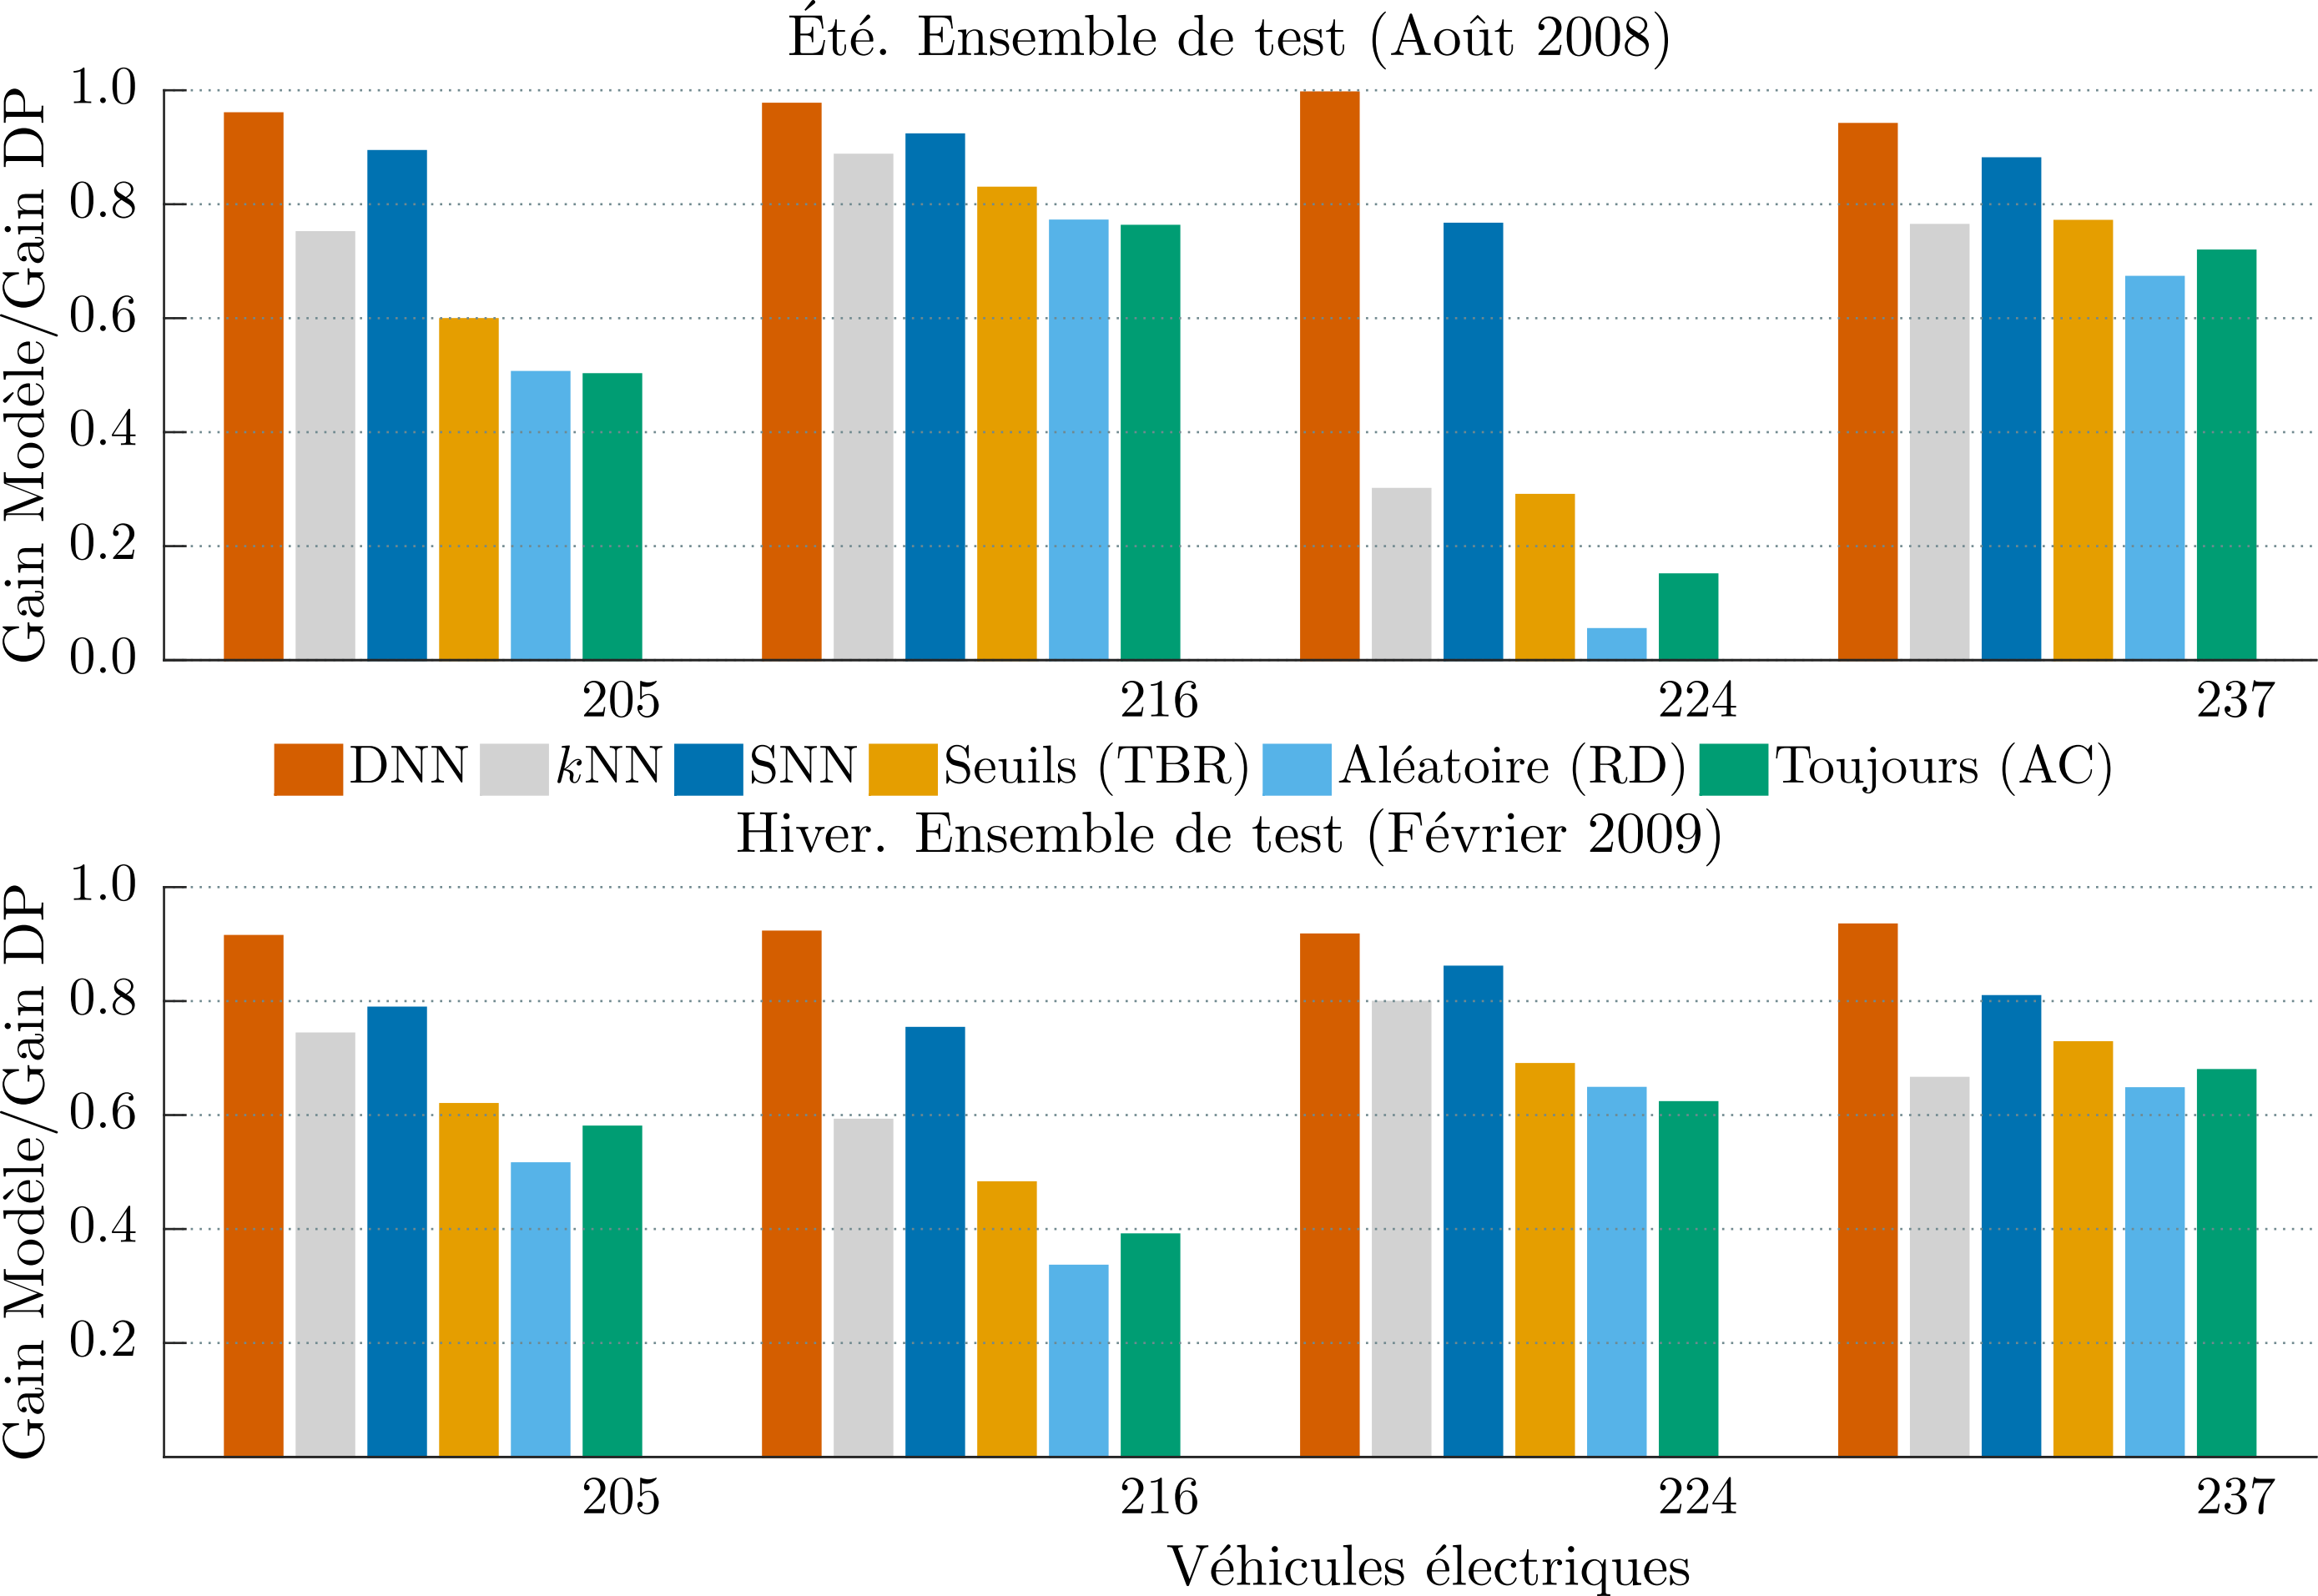 Été. Ensemble de test (Août 2008)
Gain Modèle/Gain DP
1.0
0.8
0.6
0.4
0.2
0.0
205 216 224 237
DNN kNN SNN Seuils (TBR) Aléatoire (RD) Toujours (AC)
Hiver. Ensemble de test (Février 2009)
Gain Modèle/Gain DP
1.0
0.8
0.6
0.4
0.2
205 216 224 237
Véhicules électriques